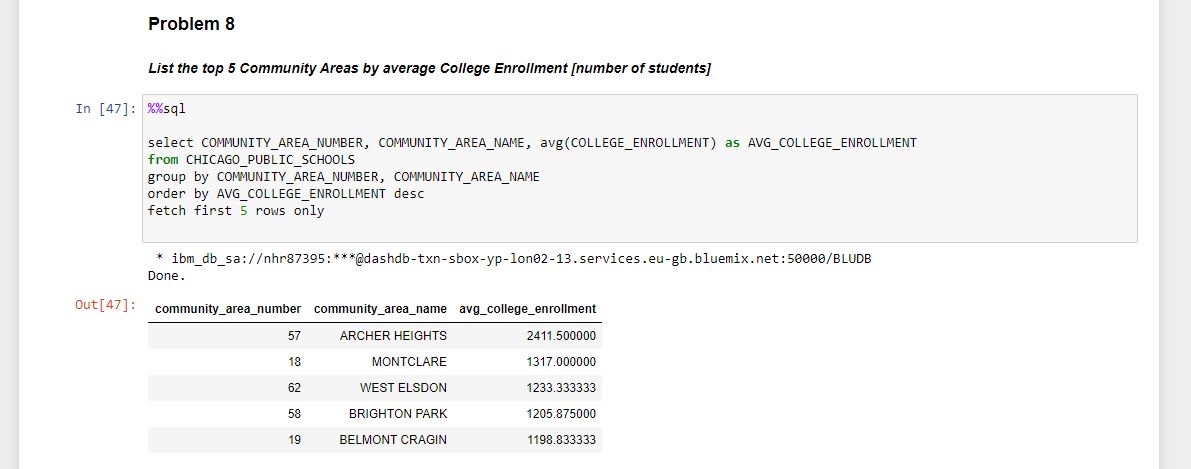 Problem 8
List the top 5 Community Areas by average College Enrollment [number of students]
In [47]: %%sql
select COMMUNITY_AREA_NUMBER, COMMUNITY_AREA_NAME, avg(COLLEGE_ENROLLMENT) as AVG_COLLEGE_ENROLLMENT
from CHICAGO_PUBLIC_SCHOOLS
group by COMMUNITY_AREA_NUMBER, COMMUNITY_AREA_NAME
order by AVG_COLLEGE_ENROLLMENT desc
fetch first 5 rows only
* ibm_db_sa://nhr87395:***@dashdb-txn-sbox-yp-lon02-13.services.eu-gb.bluemix.net:50000/BLUDB
Done.
Out[47]: community_area_number community_area_name avg_college_enrollment
57 ARCHER HEIGHTS 2411.500000
18 MONTCLARE 1317.000000
62 WEST ELSDON 1233.333333
58 BRIGHTON PARK 1205.875000
19 BELMONT CRAGIN 1198.833333